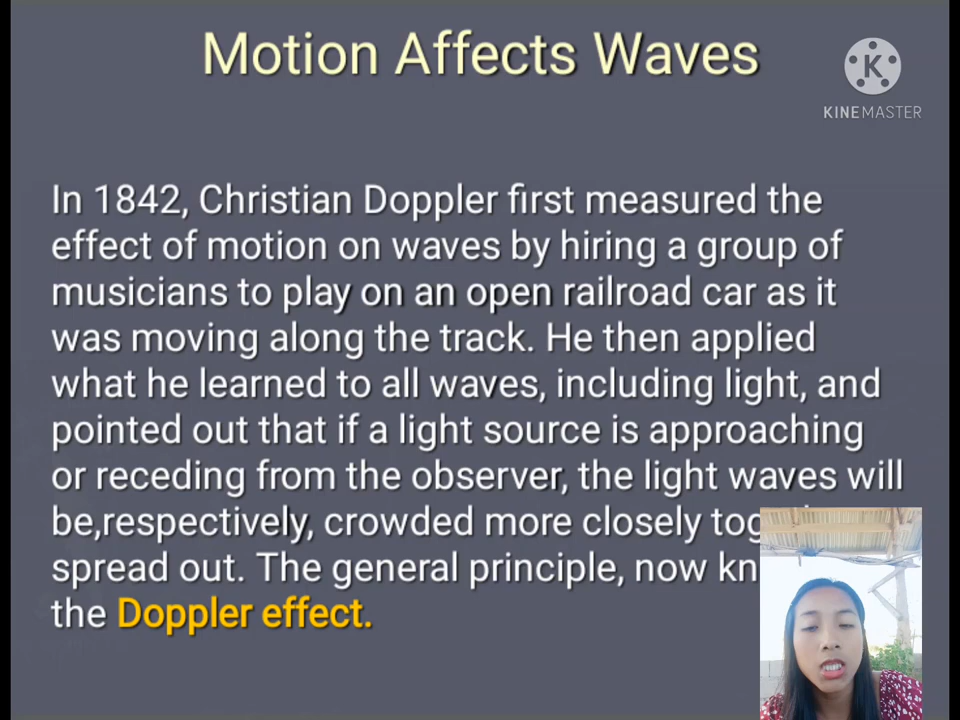 Motion Affects Waves
K
KINEMASTER
In 1842, Christian Doppler first measured the
effect of motion on waves by hiring a group of
musicians to play on an open railroad car as it
was moving along the track. He then applied
what he learned to all waves, including light, and
pointed out that if a light source is approaching
or receding from the observer, the light waves will
be,respectively, crowded more closely
spread out. The general principle, now
the Doppler effect.